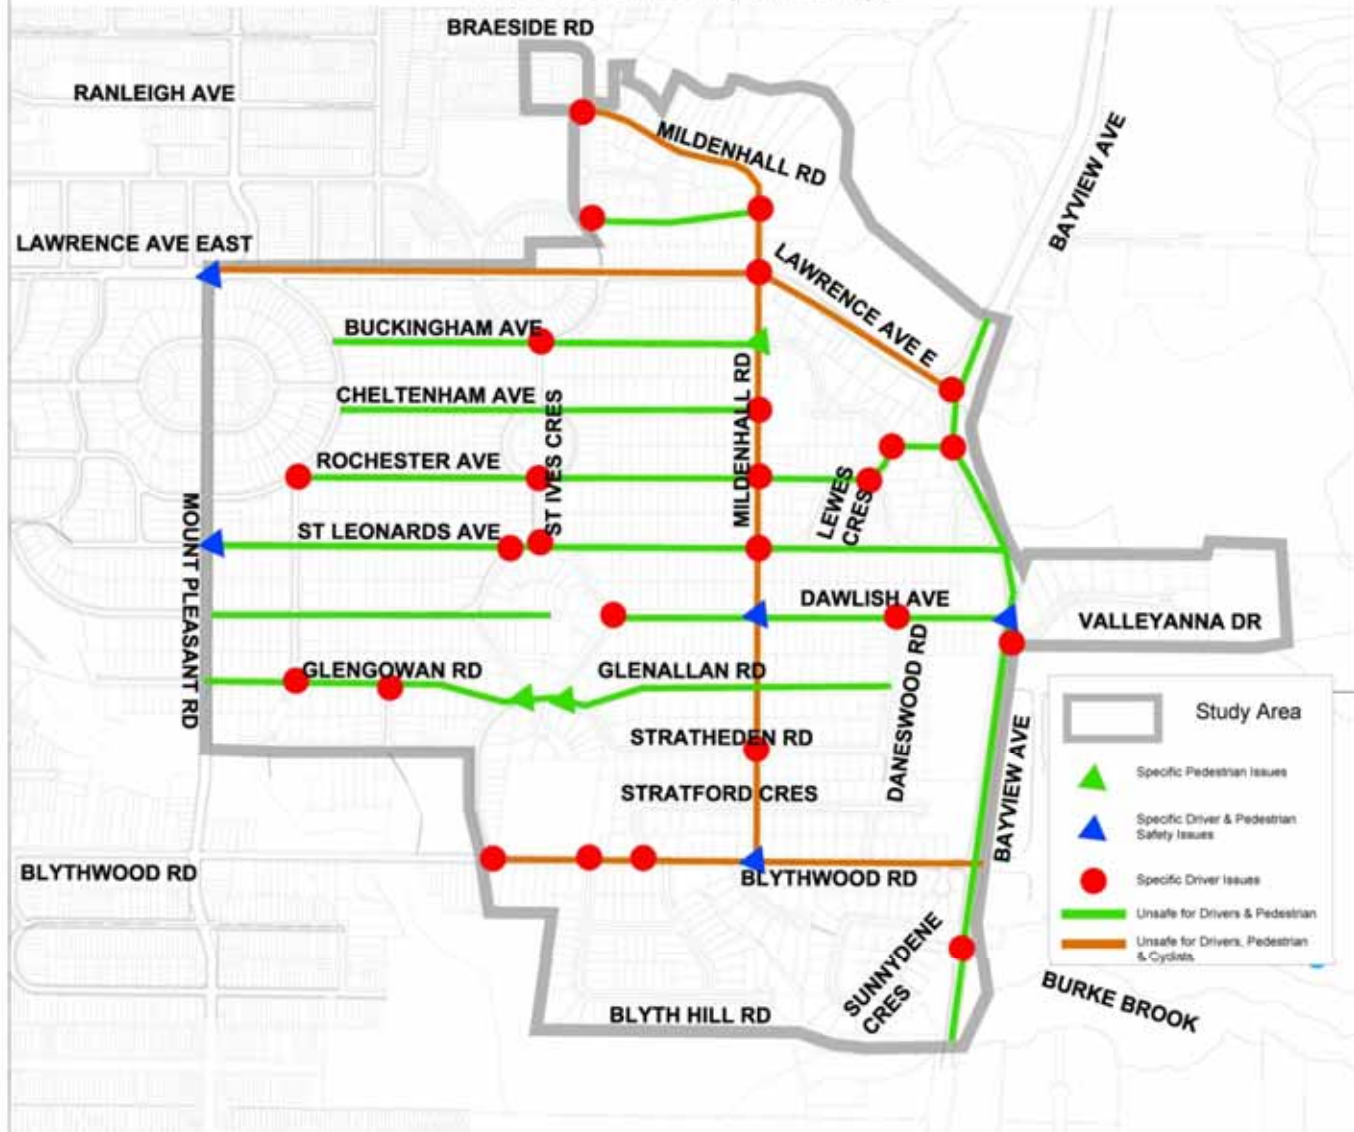 BRAESIDE RD
RANLEIGH AVE
MILDENHALL RD
BAYVIEW AVE
LAWRENCE AVE EAST
LAWRENCE AVE E
BUCKINGHAM AVE
CHELTENHAM AVE
MILDENHALL RD
ST IVES CRES
ROCHESTER AVE
LEWES
CRES
MOUNT PLEASANT RD
ST LEONARDS AVE
DAWLISH AVE
VALLEYANNA DR
GLENGOWAN RD
GLENALLAN RD
DANESWOOD RD
STRATHEDEN RD
STRATFORD CRES
BAYVIEW AVE
BLYTHWOOD RD
BLYTHWOOD RD
SUNNYDENE
CRES
BLYTH HILL RD
BURKE BROOK
Study Area
Specific Pedestrian Issues
Specific Driver & Pedestrian
Safety Issues
Specific Driver Issues
Unsafe for Drivers & Pedestrian
Unsafe for Drivers, Pedestrian
& Cyclists